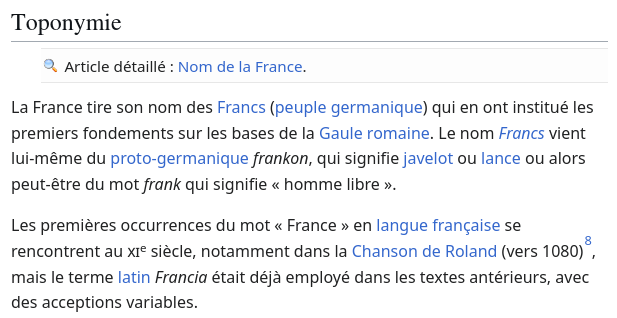 Toponymie
Article détaillé : Nom de la France.
La France tire son nom des Francs (peuple germanique) qui en ont institué les
premiers fondements sur les bases de la Gaule romaine. Le nom Francs vient
lui-même du proto-germanique frankon, qui signifie javelot ou lance ou alors
peut-être du mot frank qui signifie « homme libre ».
Les premières occurrences du mot « France » en langue française se
rencontrent au XIe siècle, notamment dans la Chanson de Roland (vers 1080) 8,
mais le terme latin Francia était déjà employé dans les textes antérieurs, avec
des acceptions variables.